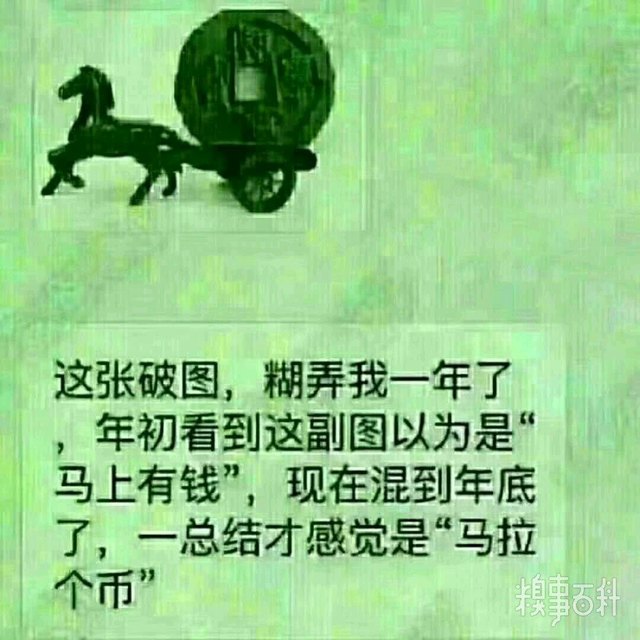 这张破图，糊弄我一年了
，年初看到这副图以为是“
马上有钱”，现在混到年底
了，一总结才感觉是“马拉
个币”
糗事百科